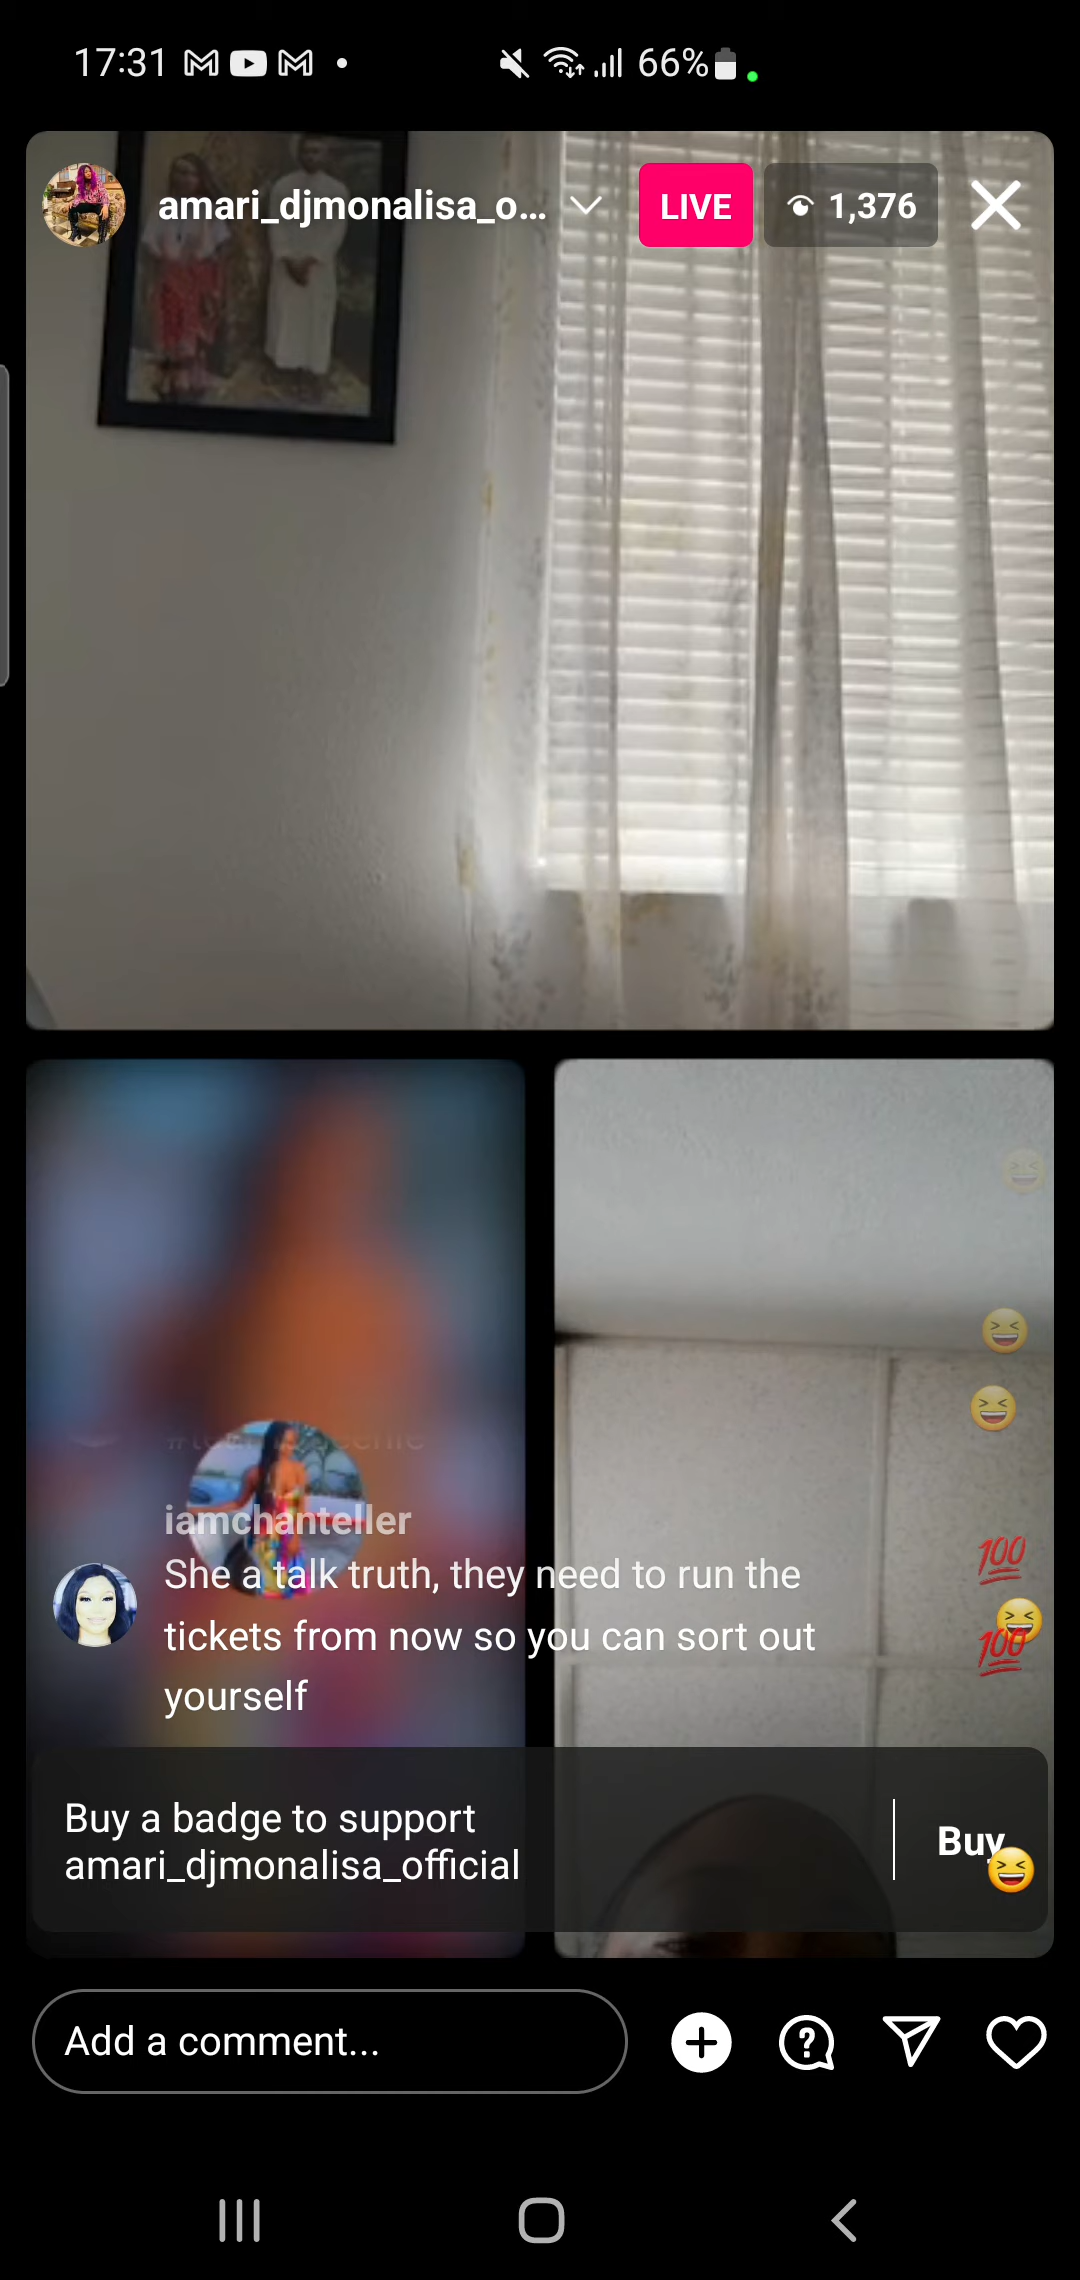 17:31
66%
amari_djmonalisa_o...
LIVE
1,376
iamchanteller
She a talk truth, they need to run the
tickets from now so you can sort out
yourself
Buy a badge to support
amari_djmonalisa_official
Buy
Add a comment...